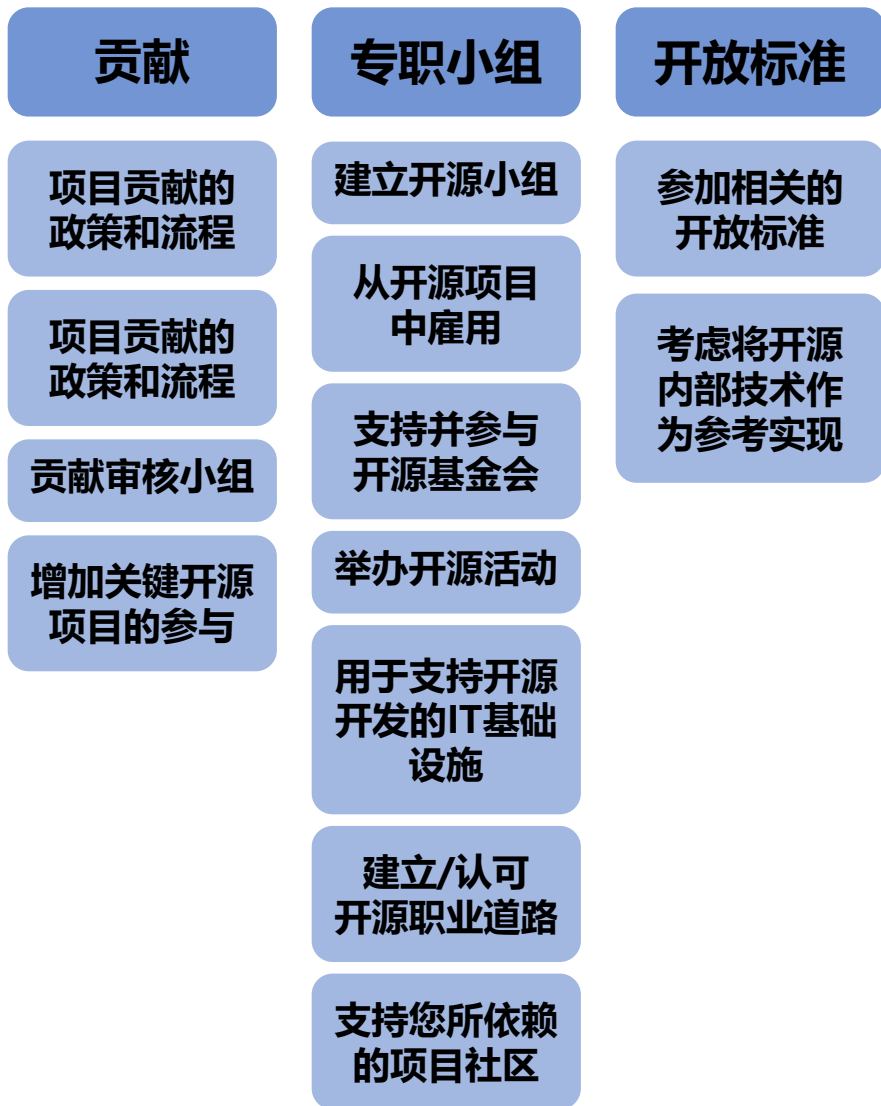 贡献
项目贡献的
政策和流程
项目贡献的
政策和流程
贡献审核小组
增加关键开源
项目的参与
专职小组
建立开源小组
从开源项目
中雇用
支持并参与
开源基金会
举办开源活动
用于支持开源
开发的IT基础
设施
建立/认可
开源职业道路
支持您所依赖
的项目社区
开放标准
参加相关的
开放标准
考虑将开源
内部技术作
为参考实现